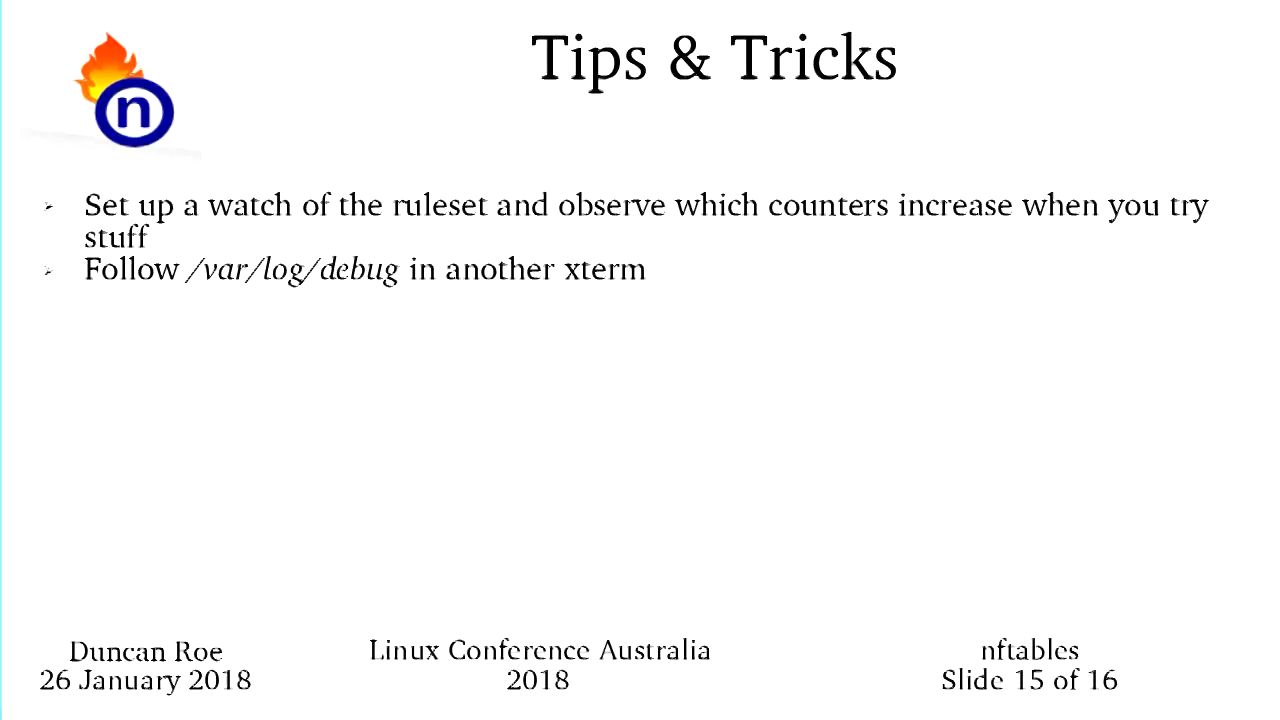 n
Tips & Tricks
Set up a watch of the ruleset and observe which counters increase when you try
stuff
Follow /var/log/debug in another xterm
Duncan Roe
26 January 2018
Linux Conference Australia
2018
nftables
Slide 15 of 16